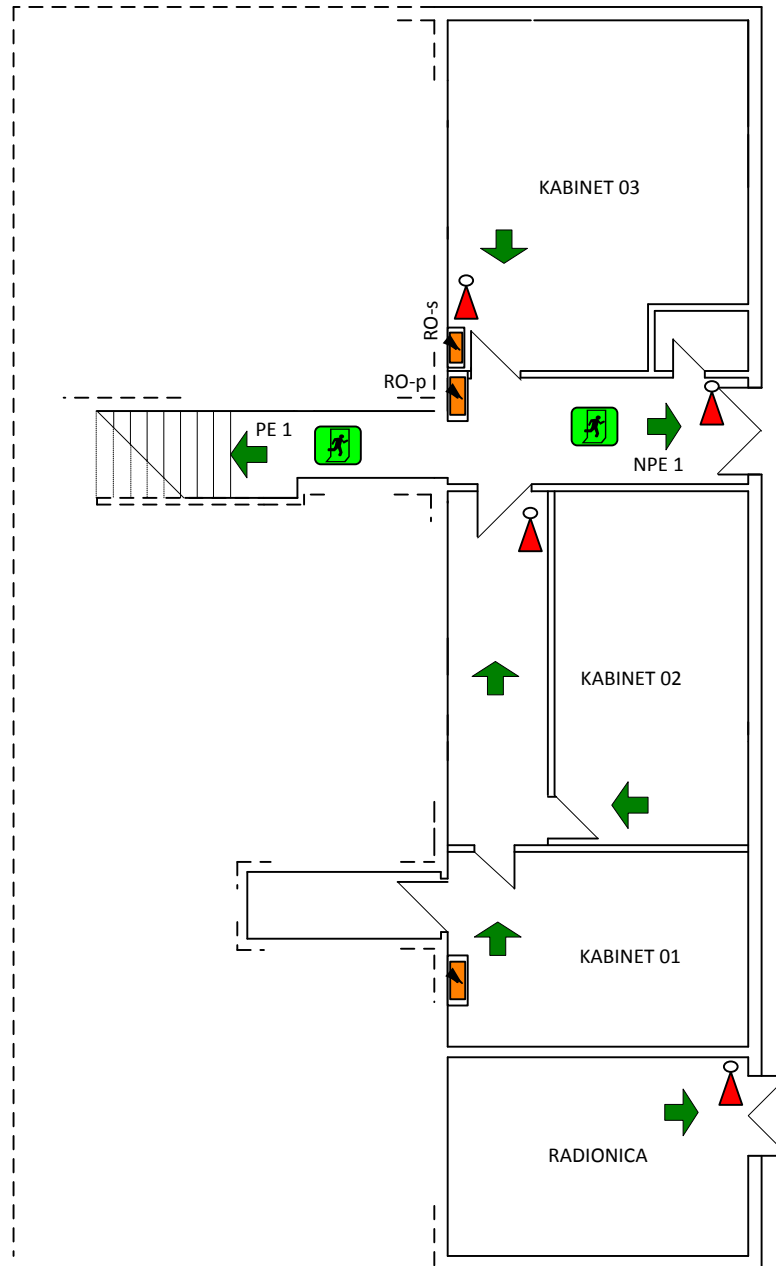 KABINET 03
RO-s
RO-p
PE 1
NPE 1
KABINET 02
KABINET 01
RADIONICA